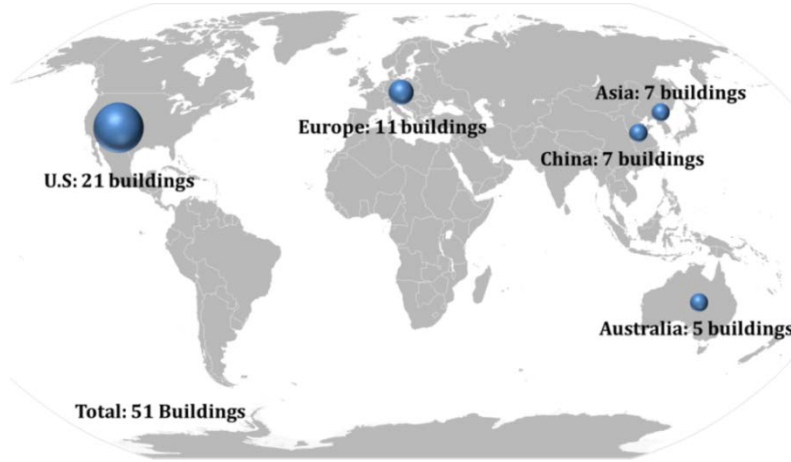 Asia: 7 buildings
Europe: 11 buildings
China: 7 buildings
U.S: 21 buildings
Australia: 5 buildings
Total: 51 Buildings